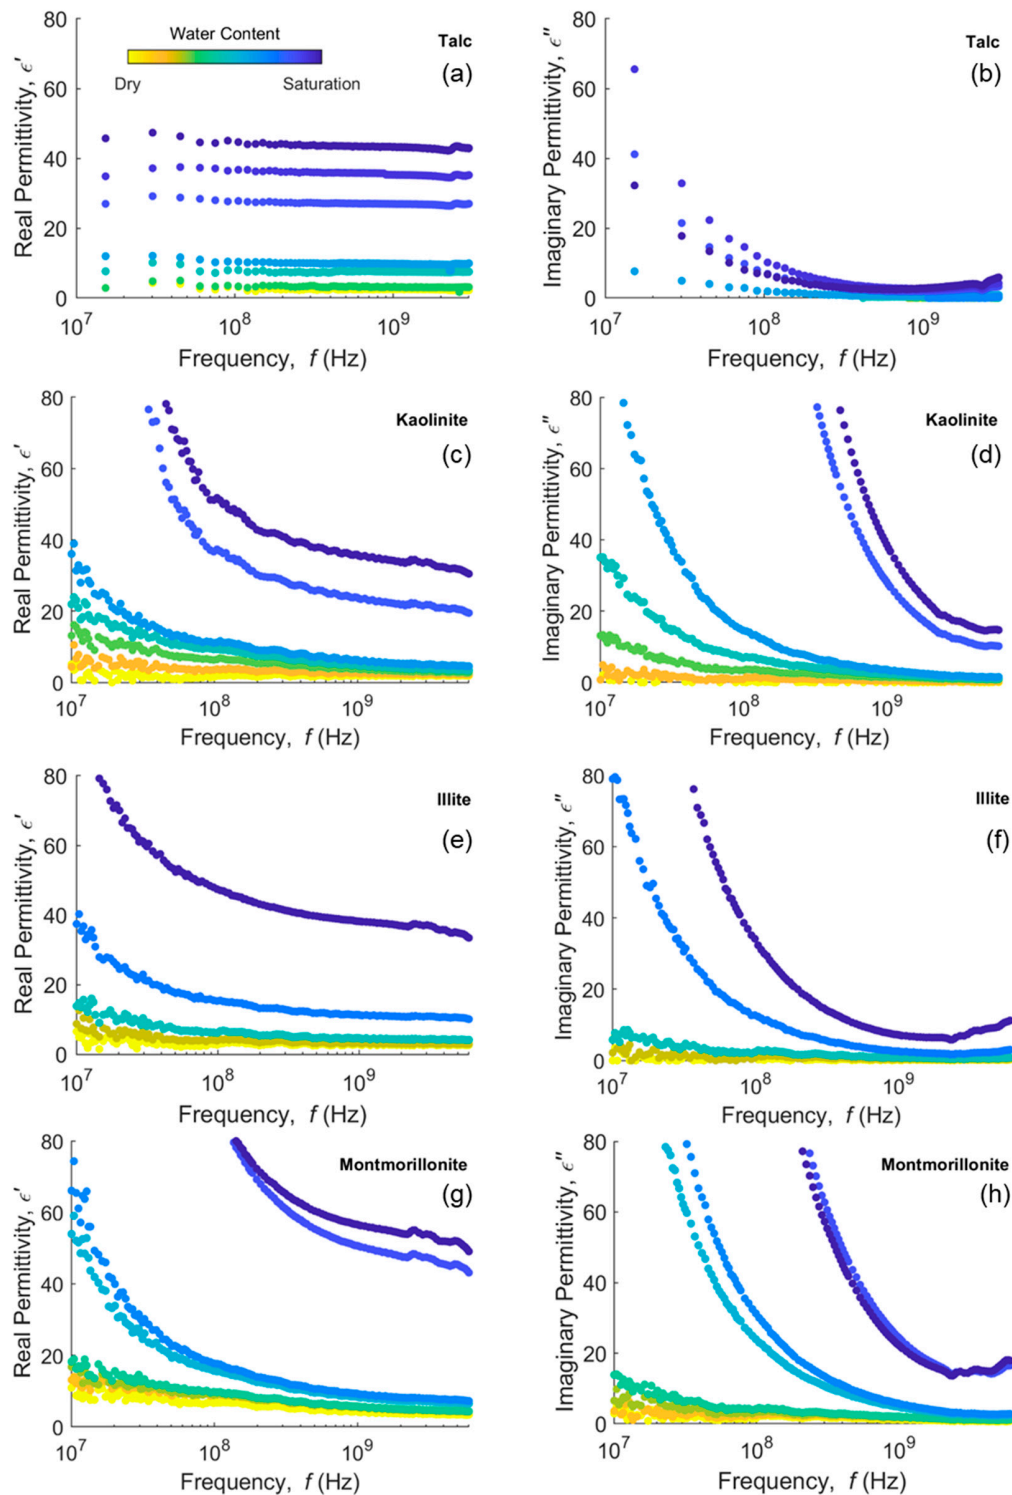 Real Permittivity, ϵ′
80
60
40
20
0
Water Content
Dry
Saturation
Talc
(a)
10⁷
10⁸
10⁹
Frequency, f (Hz)
Imaginary Permittivity, ϵ″
80
60
40
20
0
Talc
(b)
10⁷
10⁸
10⁹
Frequency, f (Hz)
Real Permittivity, ϵ′
80
60
40
20
0
Kaolinite
(c)
10⁷
10⁸
10⁹
Frequency, f (Hz)
Imaginary Permittivity, ϵ″
80
60
40
20
0
Kaolinite
(d)
10⁷
10⁸
10⁹
Frequency, f (Hz)
Real Permittivity, ϵ′
80
60
40
20
0
Illite
(e)
10⁷
10⁸
10⁹
Frequency, f (Hz)
Imaginary Permittivity, ϵ″
80
60
40
20
0
Illite
(f)
10⁷
10⁸
10⁹
Frequency, f (Hz)
Real Permittivity, ϵ′
80
60
40
20
0
Montmorillonite
(g)
10⁷
10⁸
10⁹
Frequency, f (Hz)
Imaginary Permittivity, ϵ″
80
60
40
20
0
Montmorillonite
(h)
10⁷
10⁸
10⁹
Frequency, f (Hz)